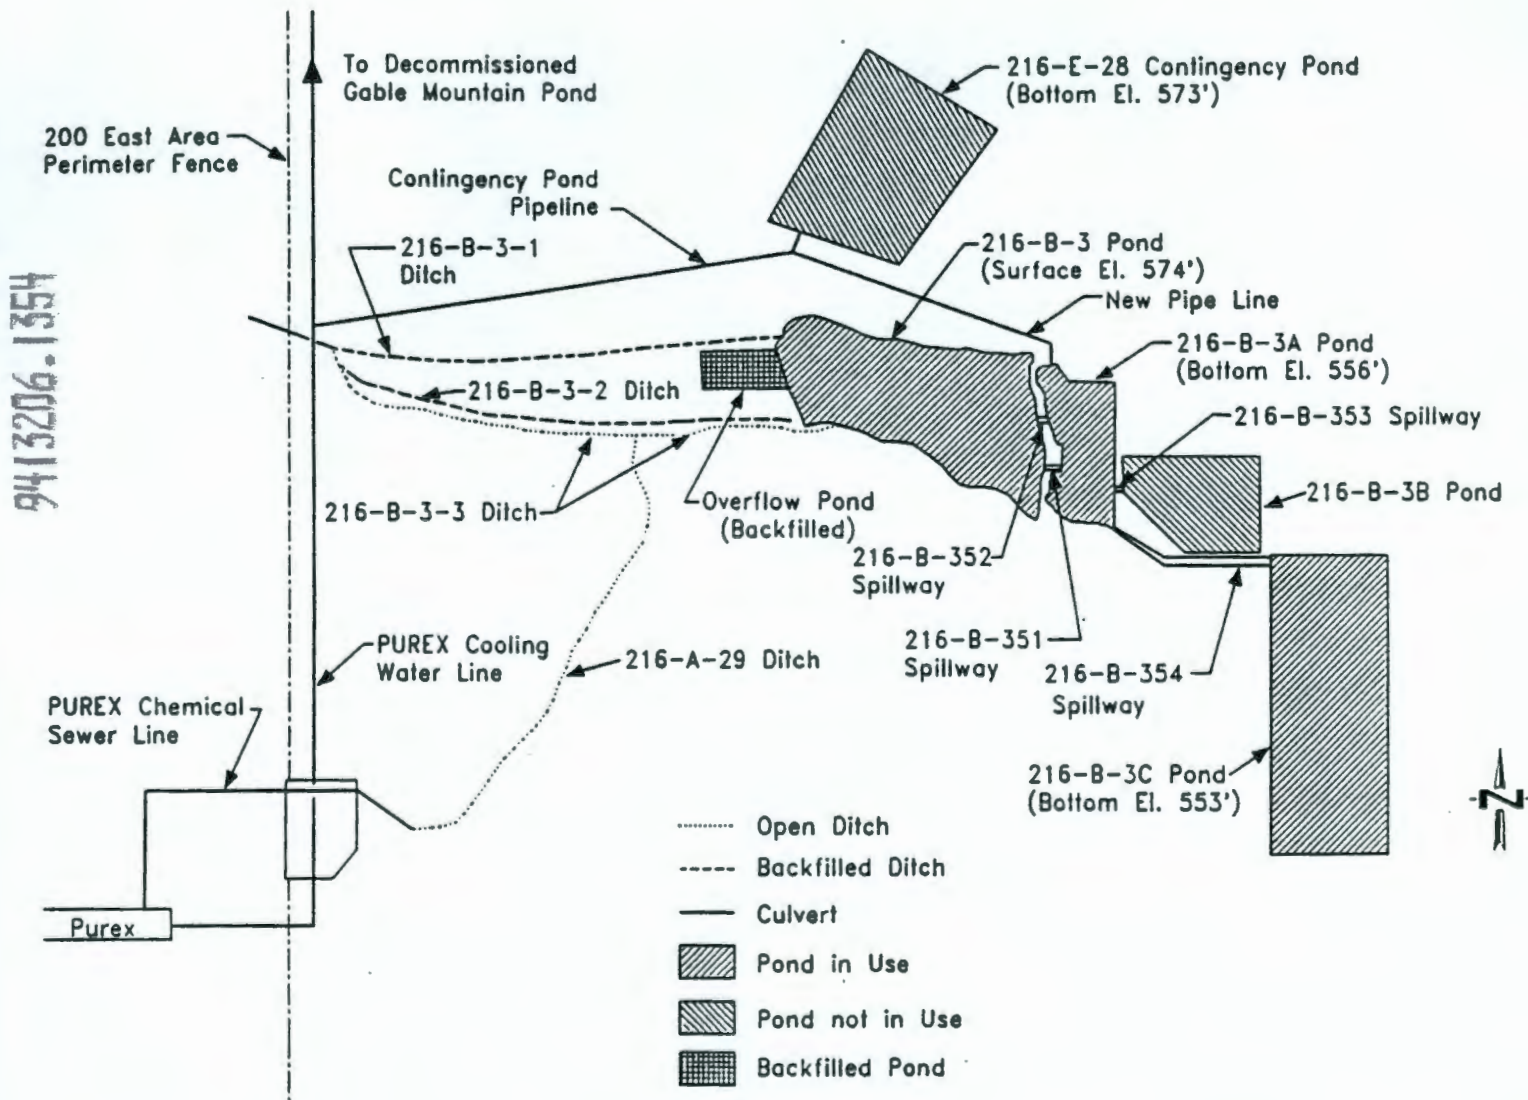 To Decommissioned
Gable Mountain Pond
200 East Area
Perimeter Fence
216-E-28 Contingency Pond
(Bottom El. 573')
Contingency Pond
Pipeline
216-B-3-1
Ditch
216-B-3 Pond
(Surface El. 574')
New Pipe Line
216-B-3A Pond
(Bottom El. 556')
216-B-3-2 Ditch
216-B-353 Spillway
216-B-3B Pond
216-B-3-3 Ditch
Overflow Pond
(Backfilled)
216-B-352
Spillway
216-B-351
Spillway
216-B-354
Spillway
PUREX Cooling
Water Line
216-A-29 Ditch
PUREX Chemical
Sewer Line
216-B-3C Pond
(Bottom El. 553')
Purex
Open Ditch
Backfilled Ditch
Culvert
Pond in Use
Pond not in Use
Backfilled Pond
N
9413206.1354